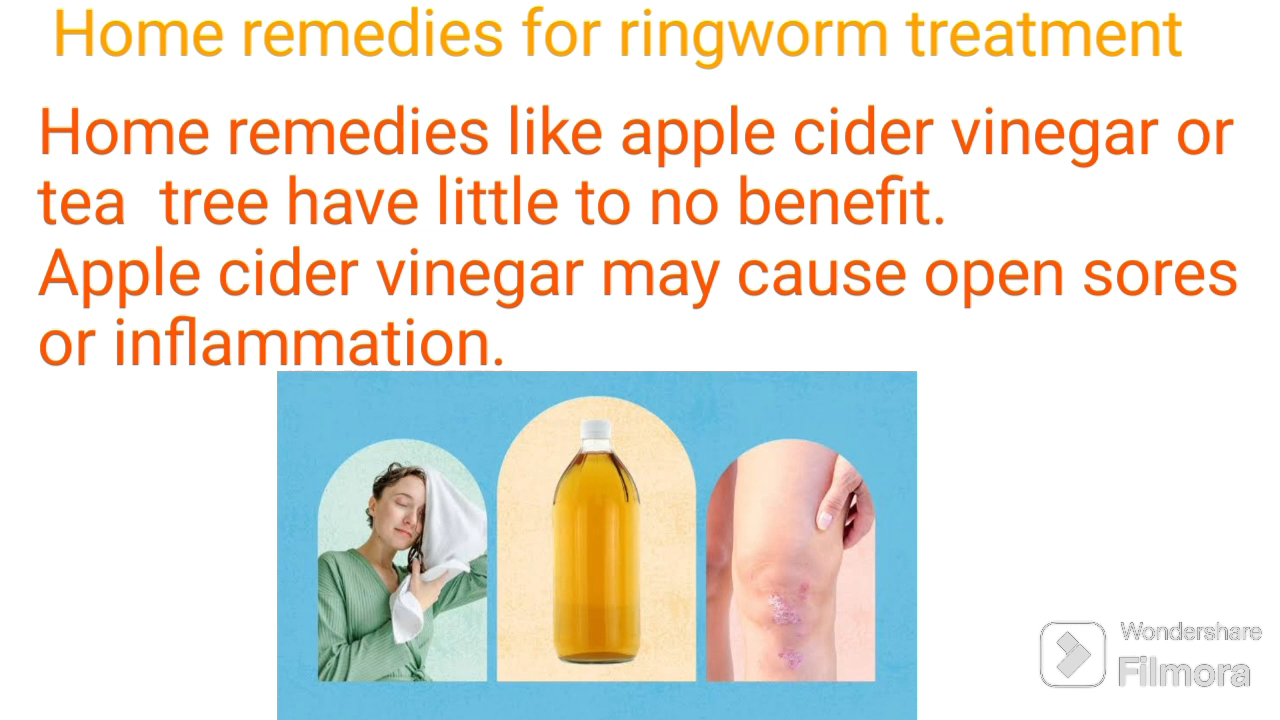 Home remedies for ringworm treatment
Home remedies like apple cider vinegar or
tea  tree have little to no benefit.
Apple cider vinegar may cause open sores
or inflammation.
Wondershare
Filmora